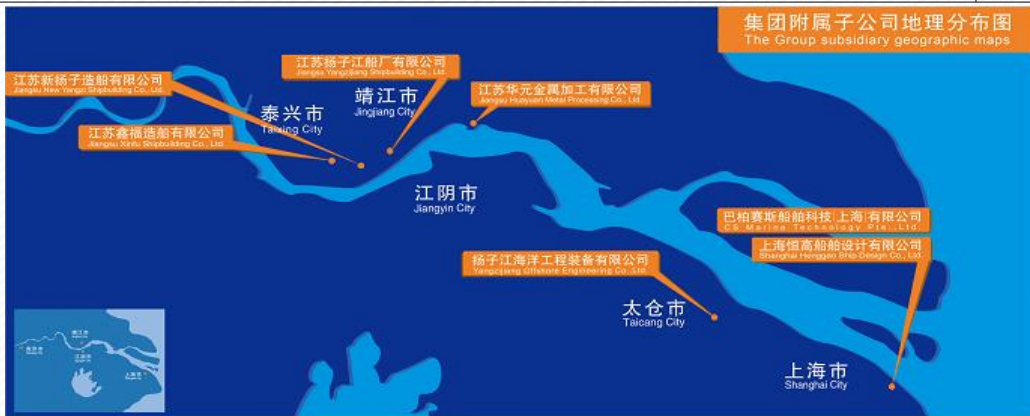 集团附属子公司地理分布图
The Group subsidiary geographic maps
江苏扬子江船厂有限公司
Jiangsu Yangzijiang Shipbuilding Co., Ltd.
江苏新扬子造船有限公司
Jiangsu New Yangzi Shipbuilding Co., Ltd.
江苏华元金属加工有限公司
Jiangsu Huayuan Metal Processing Co., Ltd.
靖江市
Jingjiang City
泰兴市
Taixing City
江苏鑫福造船有限公司
Jiangsu Xinfu Shipbuilding Co., Ltd.
江阴市
Jiangyin City
巴柏赛斯船舶科技(上海)有限公司
CS Marine Technology Pte., Ltd.
上海恒高船舶设计有限公司
Shanghai Henggao Ship Design Co., Ltd.
扬子江海洋工程装备有限公司
Yangzijiang Offshore Engineering Co., Ltd.
太仓市
Taicang City
上海市
Shanghai City